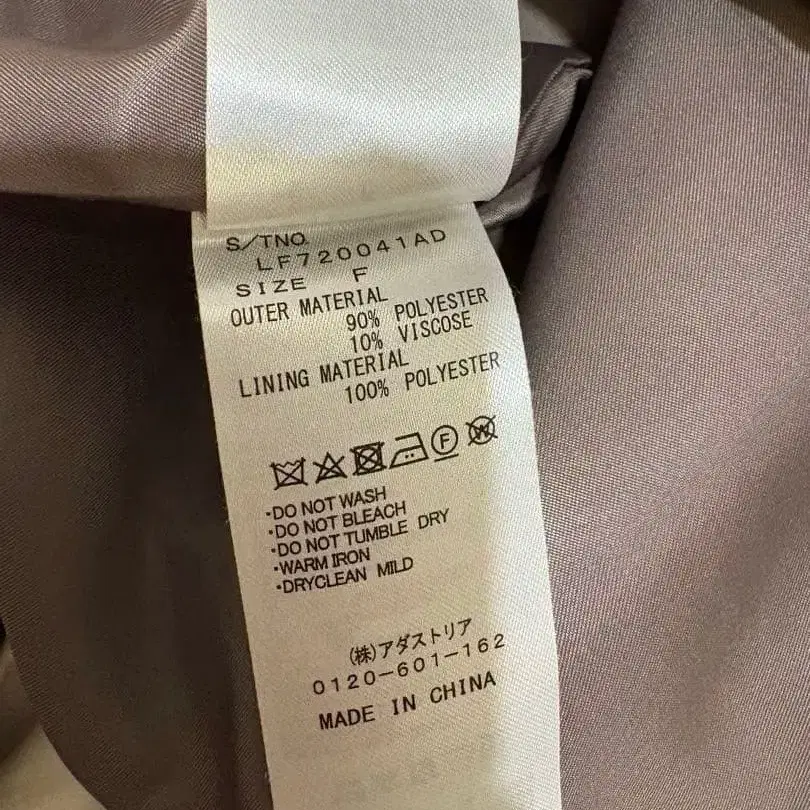 S/TNO.
LF720041AD
SIZE F
OUTER MATERIAL
90% POLYESTER
10% VISCOSE
LINING MATERIAL
100% POLYESTER
F W
・DO NOT WASH
・DO NOT BLEACH
・DO NOT TUMBLE DRY
・WARM IRON
・DRYCLEAN MILD
(株)アダストリア
0120-601-162
MADE IN CHINA